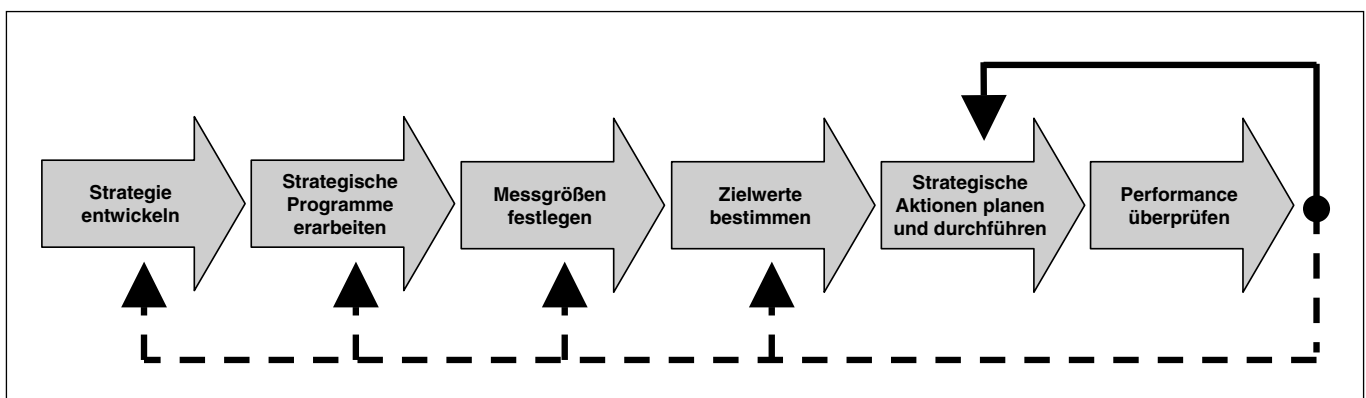 Strategie
entwickeln
Strategische
Programme
erarbeiten
Messgrößen
festlegen
Zielwerte
bestimmen
Strategische
Aktionen planen
und durchführen
Performance
überprüfen